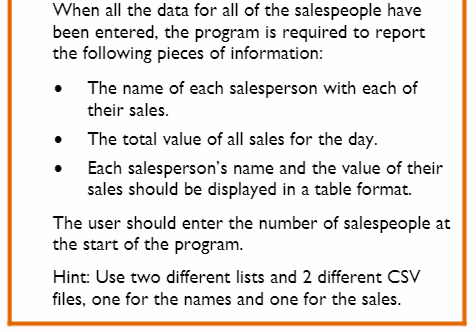 When all the data for all of the salespeople have
been entered, the program is required to report
the following pieces of information:
• The name of each salesperson with each of
their sales.
• The total value of all sales for the day.
• Each salesperson's name and the value of their
sales should be displayed in a table format.
The user should enter the number of salespeople at
the start of the program.
Hint: Use two different lists and 2 different CSV
files, one for the names and one for the sales.